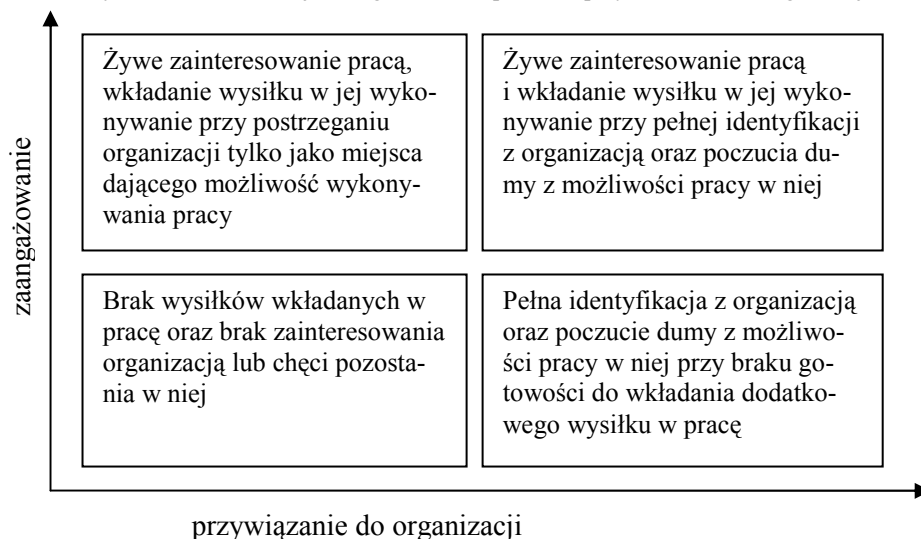 Żywe zainteresowanie pracą,
wkładanie wysiłku w jej wyko-
nywanie przy postrzeganiu
organizacji tylko jako miejsca
dającego możliwość wykony-
wania pracy
Żywe zainteresowanie pracą
i wkładanie wysiłku w jej wyko-
nywanie przy pełnej identyfikacji
z organizacją oraz poczucia du-
my z możliwości pracy w niej
zaangażowanie
Brak wysiłków wkładanych w
pracę oraz brak zainteresowania
organizacją lub chęci pozosta-
nia w niej
Pełna identyfikacja z organizacją
oraz poczucie dumy z możliwo-
ści pracy w niej przy braku go-
towości do wkładania dodatko-
wego wysiłku w pracę
przywiązanie do organizacji